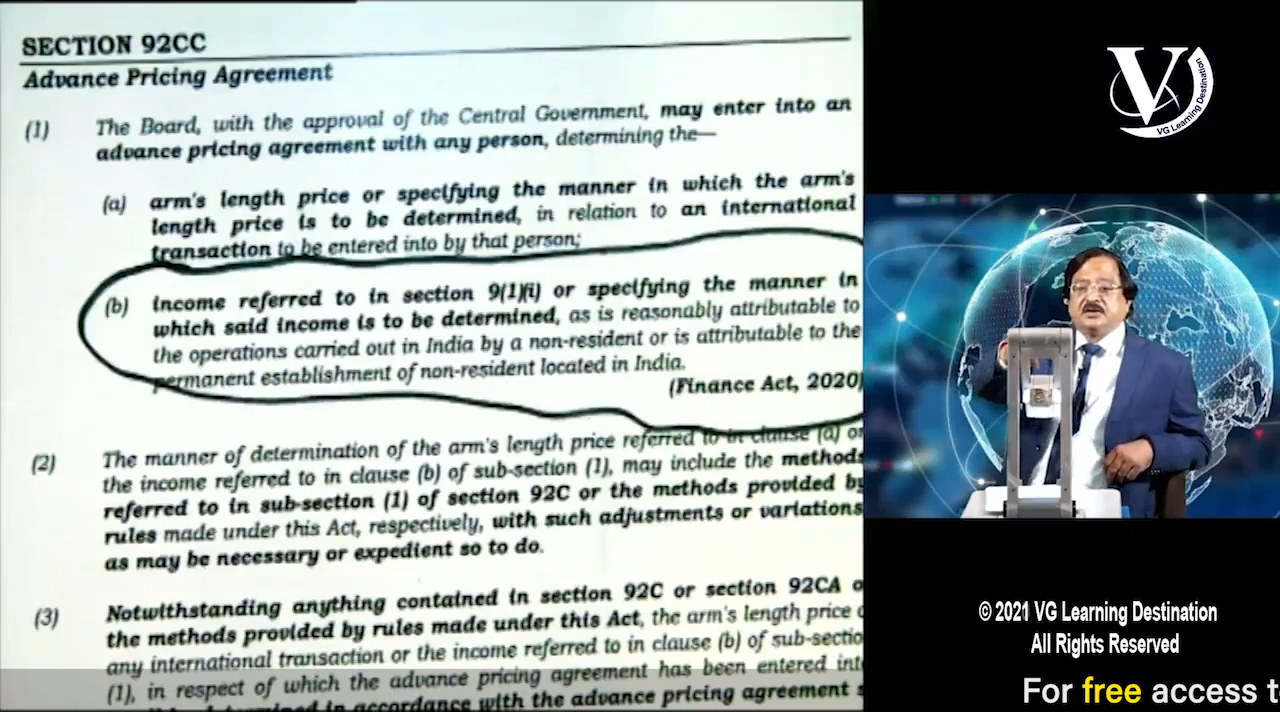 SECTION 92CC
Advance Pricing Agreement
(1) The Board, with the approval of the Central Government, may enter into an
advance pricing agreement with any person, determining the—
(a) arm's length price or specifying the manner in which the arm's
length price is to be determined, in relation to an international
transaction to be entered into by that person;
(b) income referred to in section 9(1)(i) or specifying the manner in
which said income is to be determined, as is reasonably attributable to
the operations carried out in India by a non-resident or is attributable to the
permanent establishment of non-resident located in India.
(Finance Act, 2020)
(2) The manner of determination of the arm's length price referred to in clause (a) or
the income referred to in clause (b) of sub-section (1), may include the methods
referred to in sub-section (1) of section 92C or the methods provided by
rules made under this Act, respectively, with such adjustments or variations
as may be necessary or expedient so to do.
(3) Notwithstanding anything contained in section 92C or section 92CA o
the methods provided by rules made under this Act, the arm's length price o
any international transaction or the income referred to in clause (b) of sub-sectio
(1), in respect of which the advance pricing agreement has been entered int
determined in accordance with the advance pricing agreement s
V
VG Learning Destination
© 2021 VG Learning Destination
All Rights Reserved
For free access t